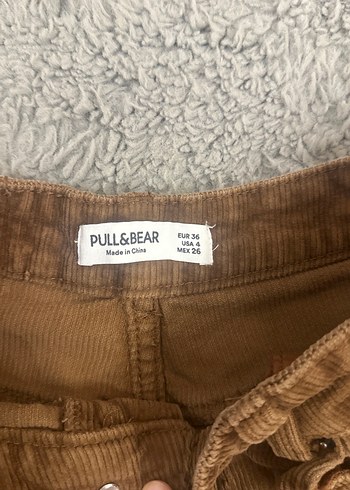 PULL&BEAR
Made in China
EUR 36
USA 4
MEX 26